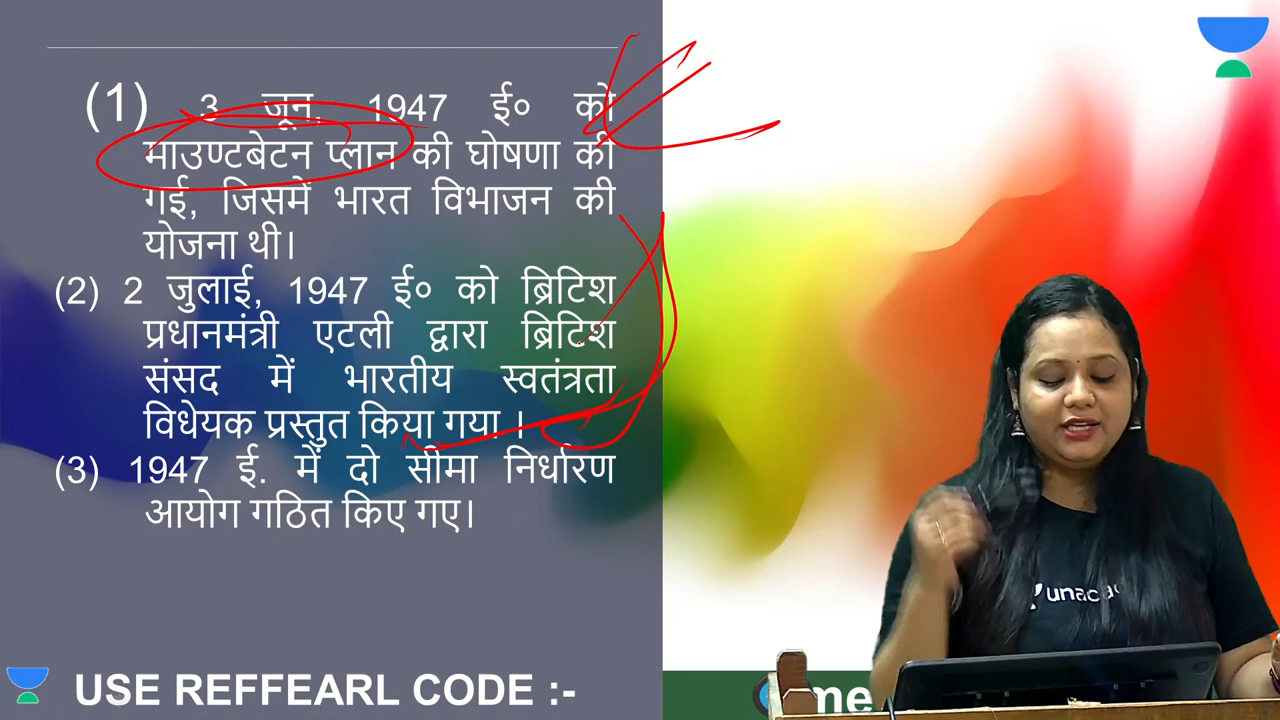 (1) 3 जून, 1947 ई० को
माउण्टबेटन प्लान की घोषणा की
गई, जिसमें भारत विभाजन की
योजना थी।
(2) 2 जुलाई, 1947 ई० को ब्रिटिश
प्रधानमंत्री एटली द्वारा ब्रिटिश
संसद में भारतीय स्वतंत्रता
विधेयक प्रस्तुत किया गया ।
(3) 1947 ई. में दो सीमा निर्धारण
आयोग गठित किए गए।
USE REFFEARL CODE :-
me